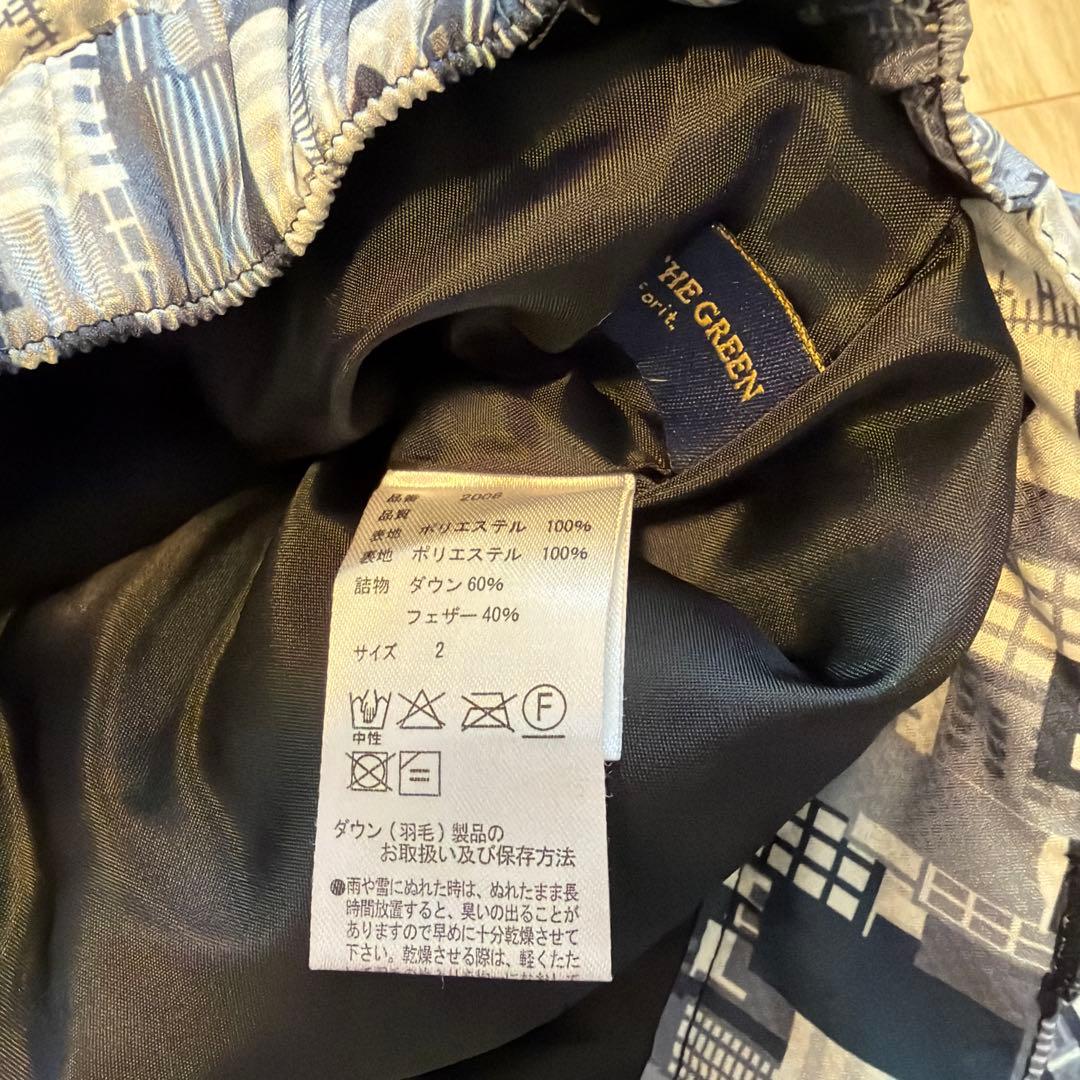 THE GREEN
Forit.
品番 2006
品質
表地 ポリエステル 100%
表地 ポリエステル 100%
詰物 ダウン 60%
フェザー 40%
サイズ 2
F
中性
ダウン(羽毛)製品の
お取扱い及び保存方法
雨や雪にぬれた時は、ぬれたまま長
時間放置すると、臭いの出ることが
ありますので早めに十分乾燥させて
下さい。乾燥させる際は、軽くたた